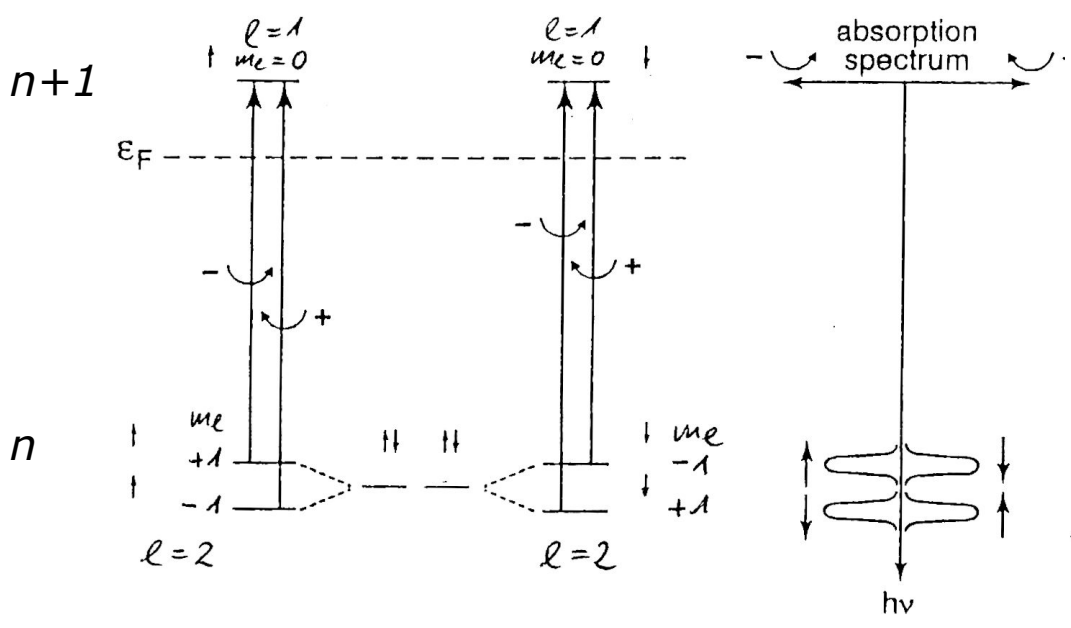 ℓ=1 ℓ=1 absorption
↑ mℓ=0 mℓ=0 ↓ - spectrum
n+1
εF
- +
- +
mℓ mℓ
n ↑ +1 ↑↓ ↑↓ ↓ -1
↑ -1 ↓ +1
ℓ=2 ℓ=2
hν